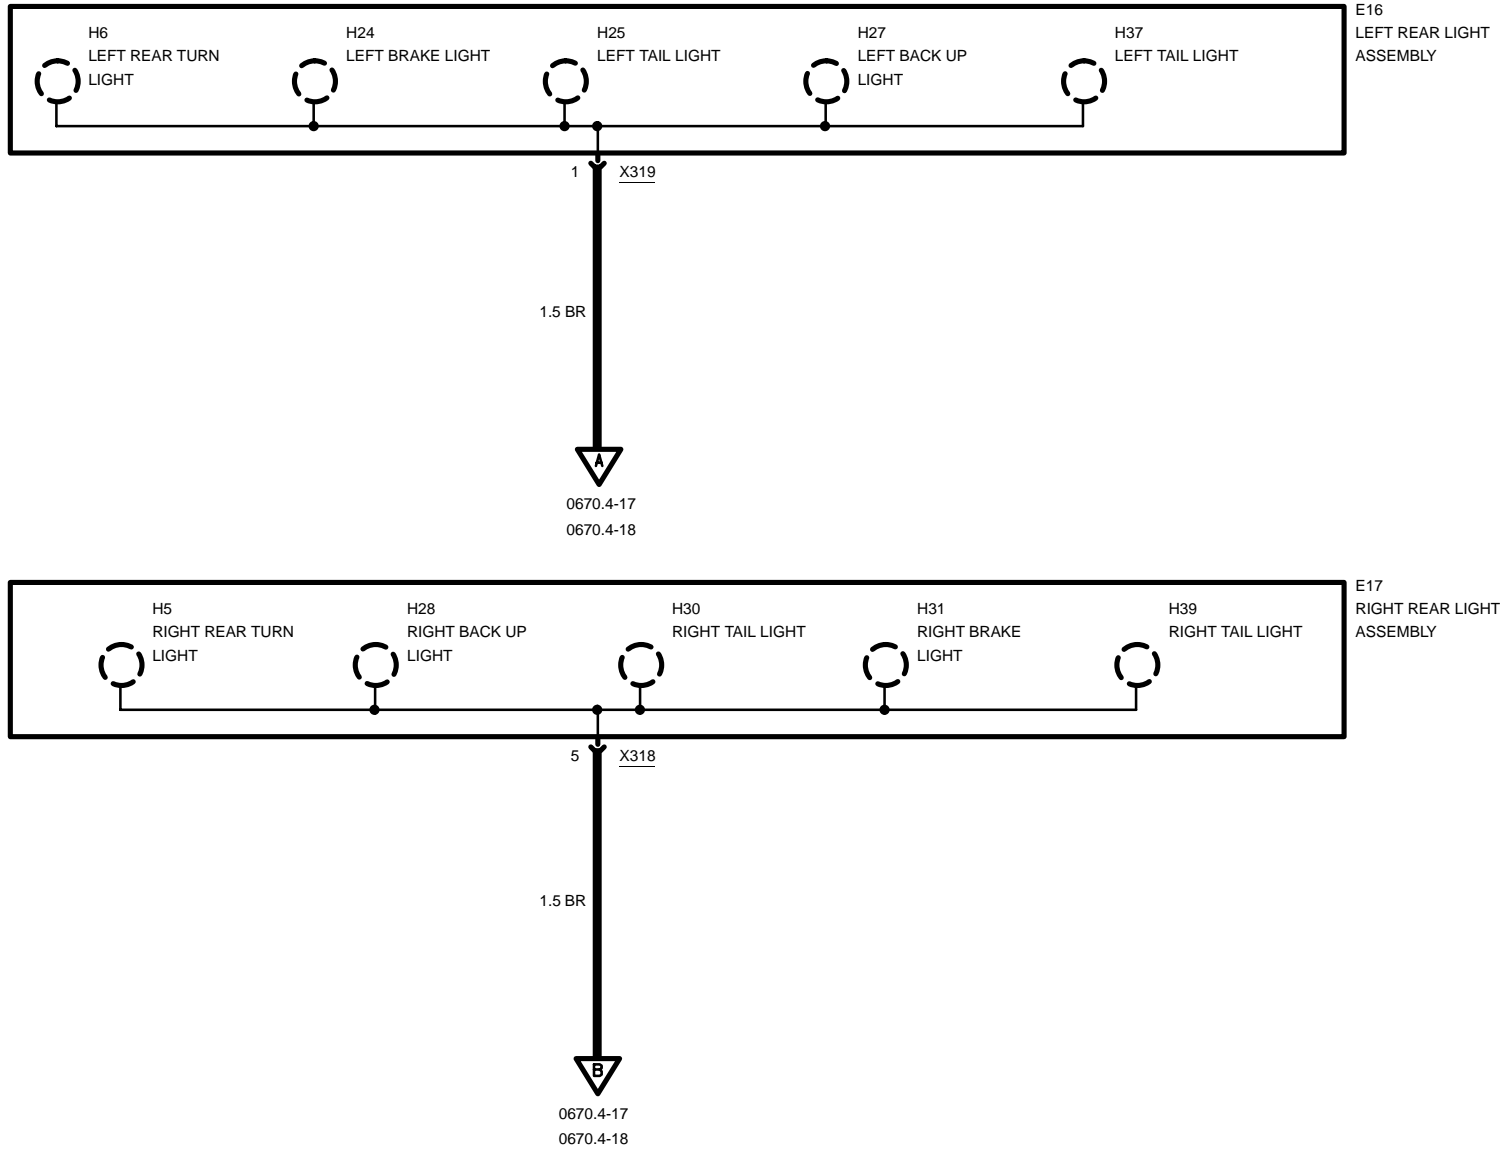 E16
LEFT REAR LIGHT
ASSEMBLY
H6
LEFT REAR TURN
LIGHT
H24
LEFT BRAKE LIGHT
H25
LEFT TAIL LIGHT
H27
LEFT BACK UP
LIGHT
H37
LEFT TAIL LIGHT
1
X319
1.5 BR
A
0670.4-17
0670.4-18
E17
RIGHT REAR LIGHT
ASSEMBLY
H5
RIGHT REAR TURN
LIGHT
H28
RIGHT BACK UP
LIGHT
H30
RIGHT TAIL LIGHT
H31
RIGHT BRAKE
LIGHT
H39
RIGHT TAIL LIGHT
5
X318
1.5 BR
B
0670.4-17
0670.4-18